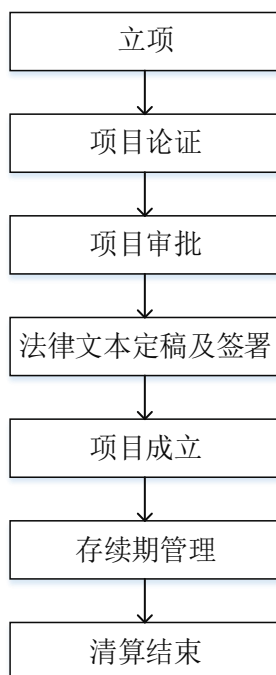 立项
项目论证
项目审批
法律文本定稿及签署
项目成立
存续期管理
清算结束